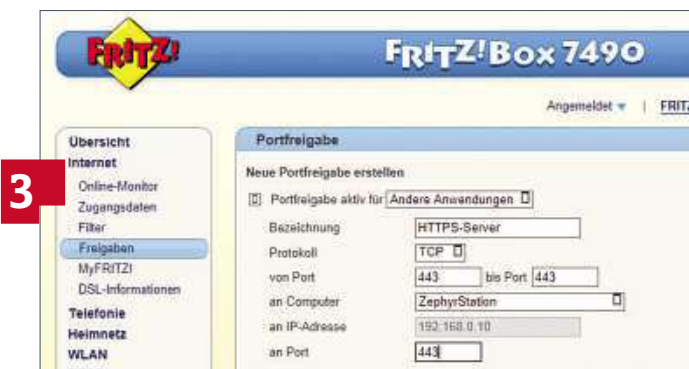 FRITZ!
FRITZ!Box 7490
Angemeldet | FRITZ
3
Übersicht
Internet
Online-Monitor
Zugangsdaten
Filter
Freigaben
MyFRITZ!
DSL-Informationen
Telefonie
Heimnetz
WLAN
Portfreigabe
Neue Portfreigabe erstellen
Portfreigabe aktiv für Andere Anwendungen
Bezeichnung HTTPS-Server
Protokoll TCP
von Port 443 bis Port 443
an Computer ZephyrStation
an IP-Adresse 192.168.0.10
an Port 443